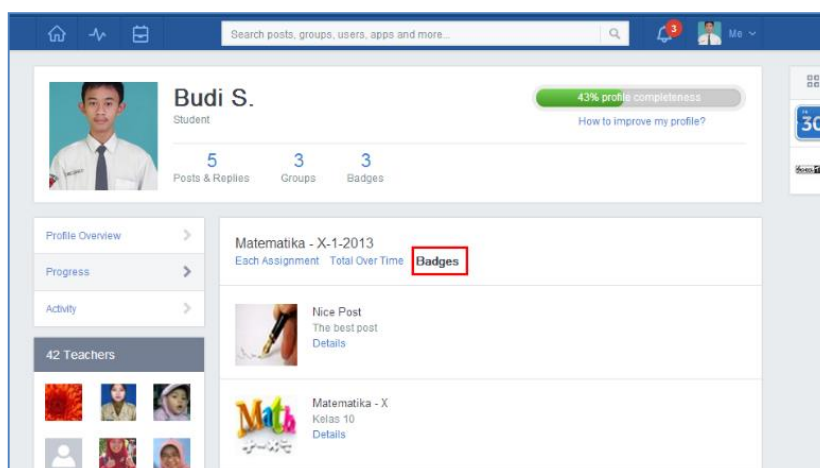 Search posts, groups, users, apps and more...
3
Me
Budi S.
Student
43% profile completeness
How to improve my profile?
5 3 3
Posts & Replies Groups Badges
30
Profile Overview
Progress
Activity
Matematika - X-1-2013
Each Assignment Total Over Time Badges
Nice Post
The best post
Details
42 Teachers
Math
Matematika - X
Kelas 10
Details